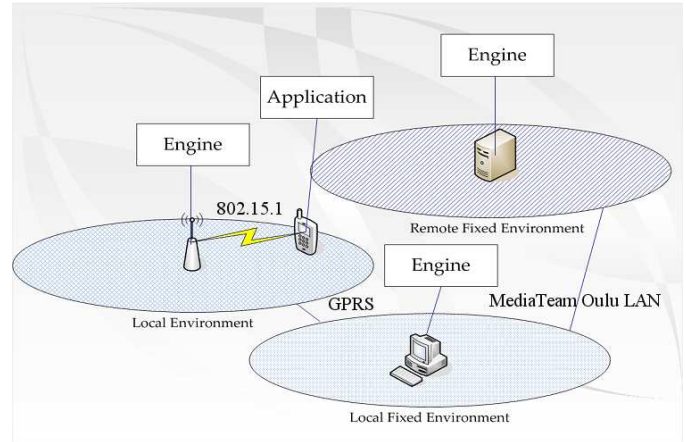 Engine
Application
Engine
802.15.1
Remote Fixed Environment
Engine
GPRS
MediaTeam Oulu LAN
Local Environment
Local Fixed Environment